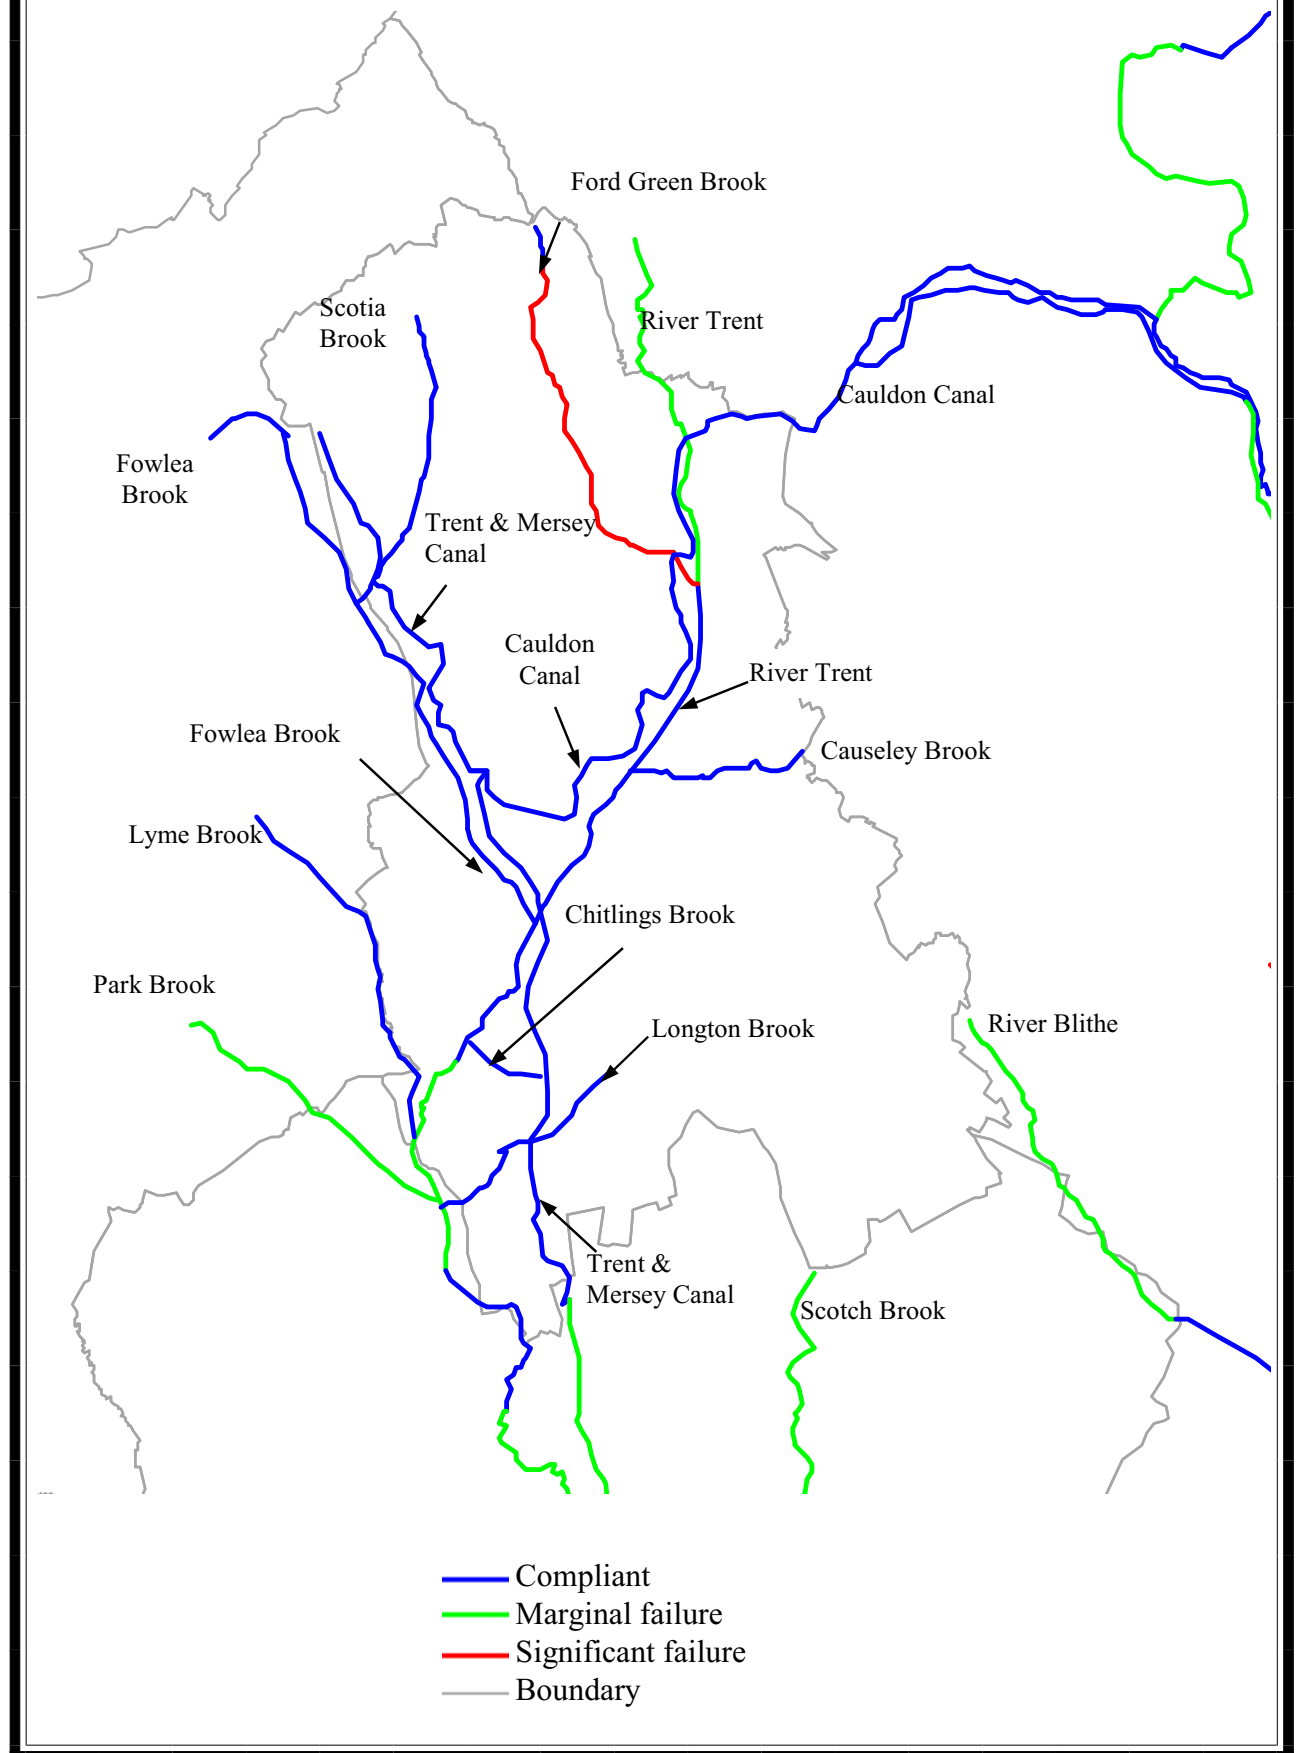 Ford Green Brook
Scotia
Brook
River Trent
Cauldon Canal
Fowlea
Brook
Trent & Mersey
Canal
Cauldon
Canal
River Trent
Fowlea Brook
Causeley Brook
Lyme Brook
Chitlings Brook
Park Brook
Longton Brook
River Blithe
Trent &
Mersey Canal
Scotch Brook
Compliant
Marginal failure
Significant failure
Boundary